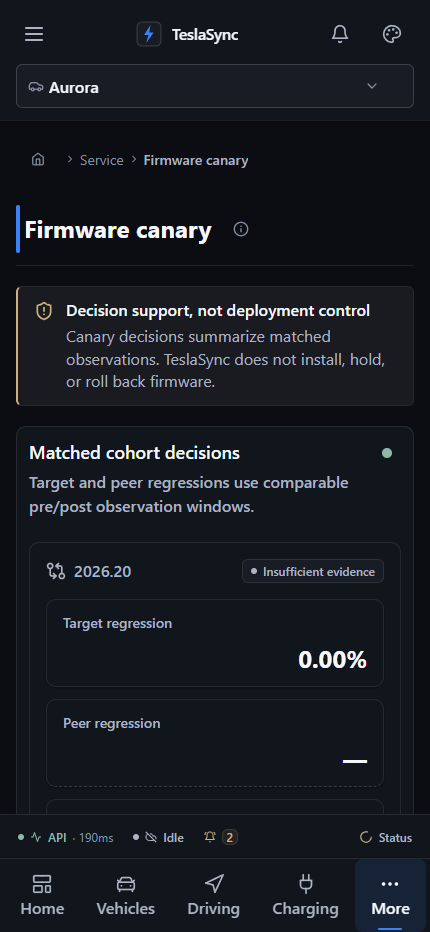 TeslaSync
Aurora
Service
Firmware canary
Firmware canary
Decision support, not deployment control
Canary decisions summarize matched
observations. TeslaSync does not install, hold,
or roll back firmware.
Matched cohort decisions
Target and peer regressions use comparable
pre/post observation windows.
2026.20
Insufficient evidence
Target regression
0.00%
Peer regression
—
API · 190ms
Idle
2
Status
Home
Vehicles
Driving
Charging
More